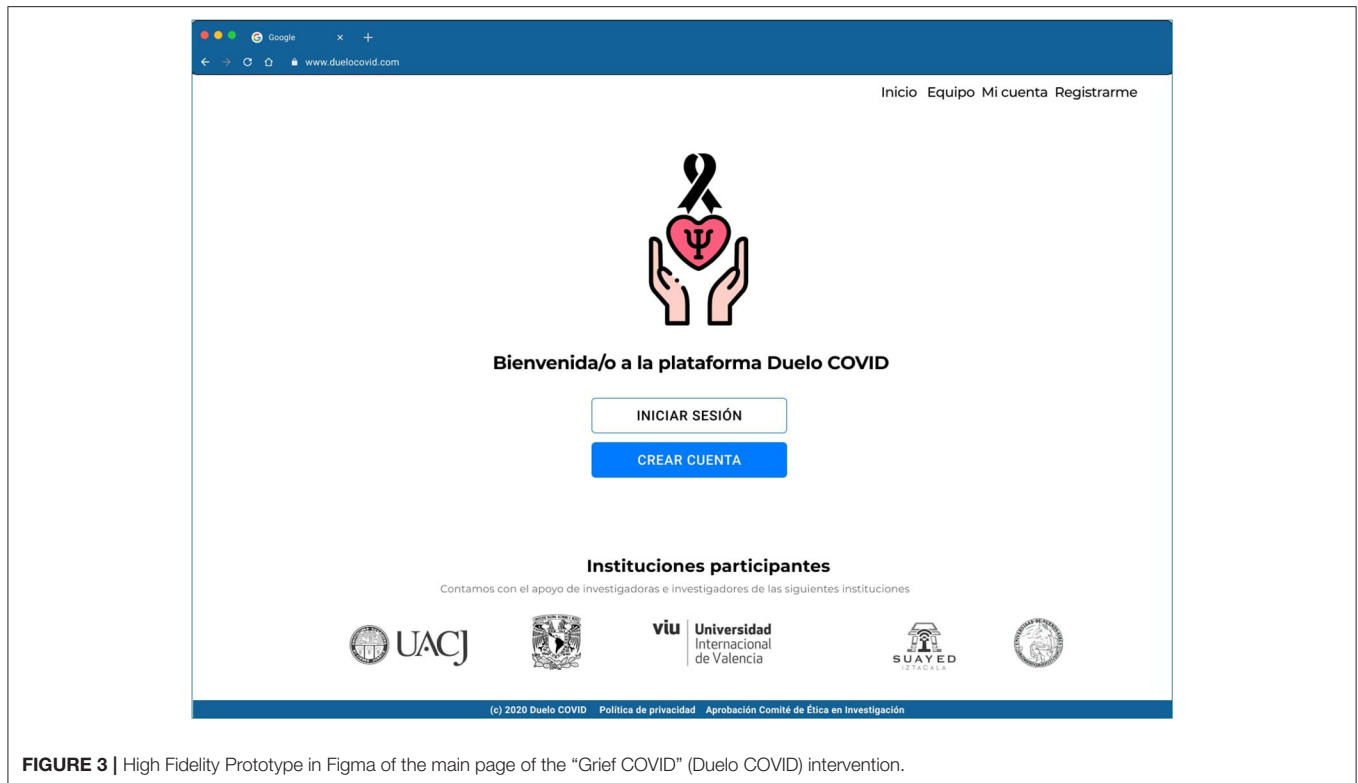 Google
www.duelocovid.com
Inicio Equipo Mi cuenta Registrarme
Ψ
Bienvenida/o a la plataforma Duelo COVID
INICIAR SESIÓN
CREAR CUENTA
Instituciones participantes
Contamos con el apoyo de investigadoras e investigadores de las siguientes instituciones
UACJ
viu Universidad
Internacional
de Valencia
SUAYED
IZTACALA
(c) 2020 Duelo COVID Política de privacidad Aprobación Comité de Ética en Investigación
FIGURE 3 | High Fidelity Prototype in Figma of the main page of the “Grief COVID” (Duelo COVID) intervention.